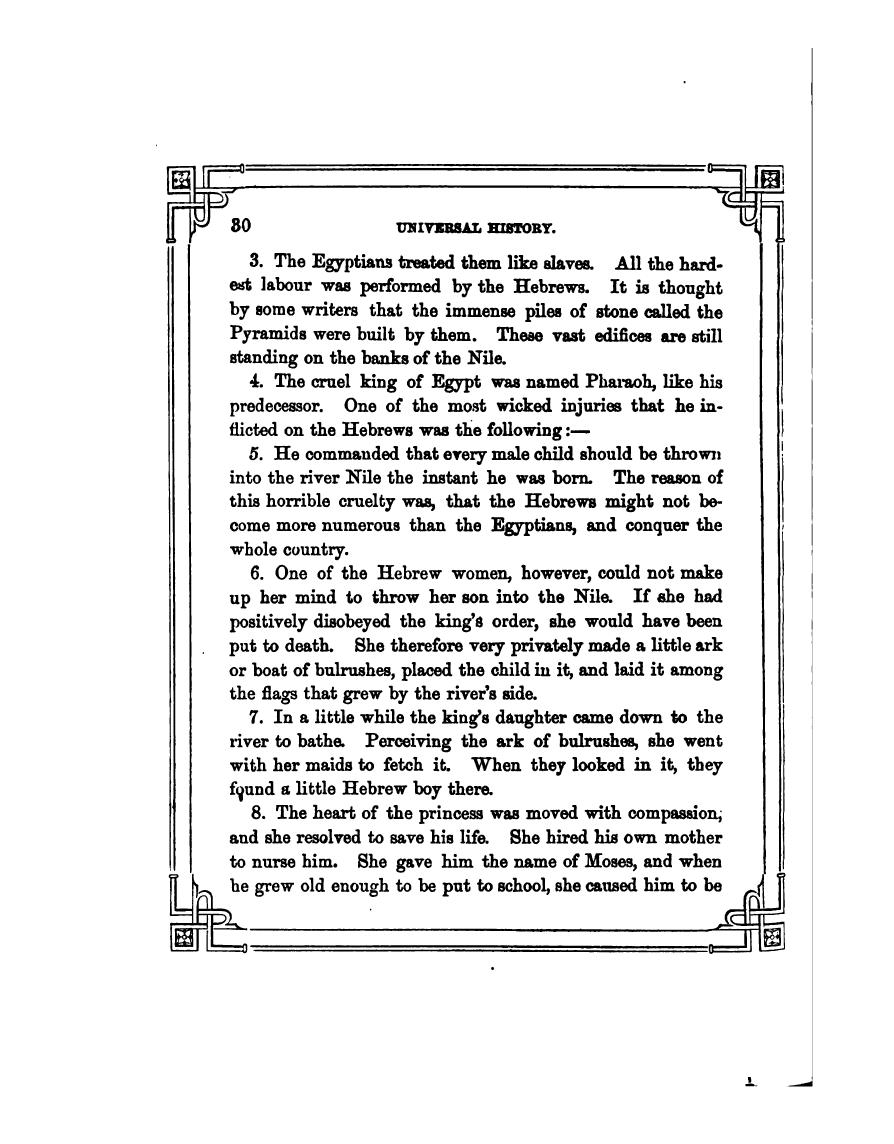 30 UNIVERSAL HISTORY.
3. The Egyptians treated them like slaves. All the hard-
est labour was performed by the Hebrews. It is thought
by some writers that the immense piles of stone called the
Pyramids were built by them. These vast edifices are still
standing on the banks of the Nile.
4. The cruel king of Egypt was named Pharaoh, like his
predecessor. One of the most wicked injuries that he in-
flicted on the Hebrews was the following:—
5. He commanded that every male child should be thrown
into the river Nile the instant he was born. The reason of
this horrible cruelty was, that the Hebrews might not be-
come more numerous than the Egyptians, and conquer the
whole country.
6. One of the Hebrew women, however, could not make
up her mind to throw her son into the Nile. If she had
positively disobeyed the king's order, she would have been
put to death. She therefore very privately made a little ark
or boat of bulrushes, placed the child in it, and laid it among
the flags that grew by the river's side.
7. In a little while the king's daughter came down to the
river to bathe. Perceiving the ark of bulrushes, she went
with her maids to fetch it. When they looked in it, they
found a little Hebrew boy there.
8. The heart of the princess was moved with compassion,
and she resolved to save his life. She hired his own mother
to nurse him. She gave him the name of Moses, and when
he grew old enough to be put to school, she caused him to be